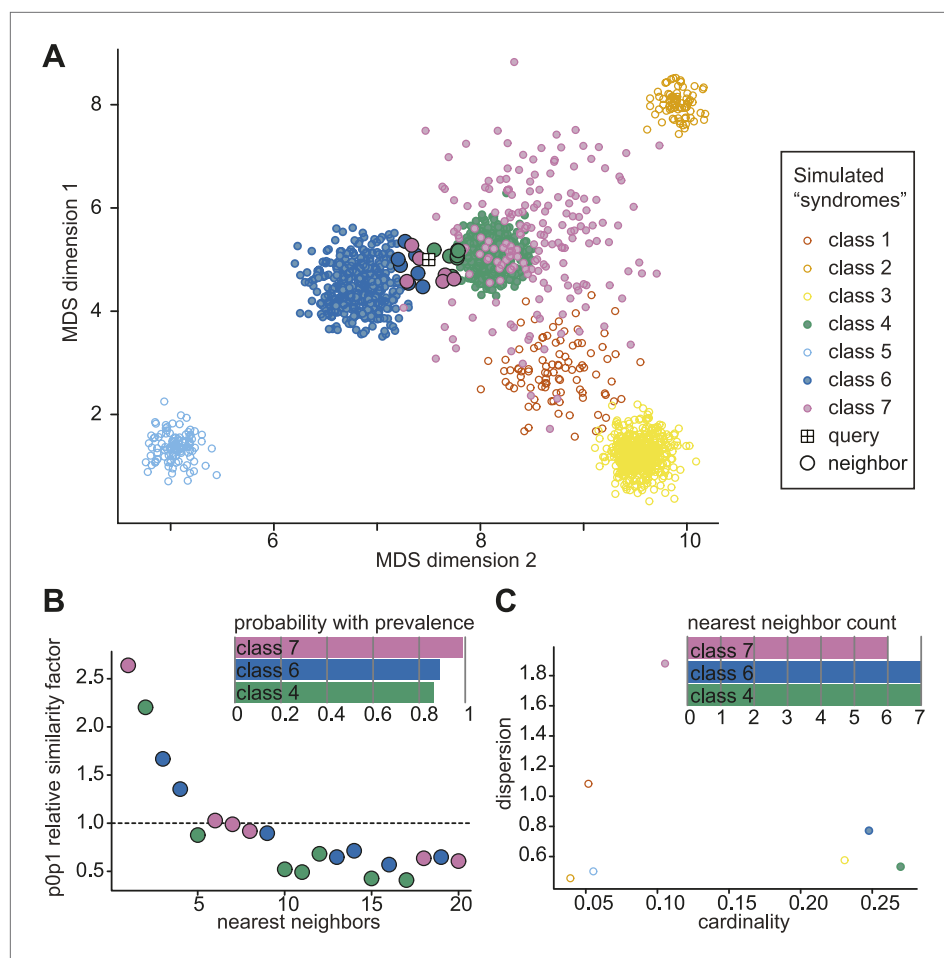 A
MDS dimension 1
8
6
4
2
6
8
10
MDS dimension 2
Simulated
"syndromes"
class 1
class 2
class 3
class 4
class 5
class 6
class 7
query
neighbor
B
probability with prevalence
class 7
class 6
class 4
0 0.2 0.4 0.6 0.8 1
p0p1 relative similarity factor
2.5
2.0
1.5
1.0
0.5
5 10 15 20
nearest neighbors
C
nearest neighbor count
class 7
class 6
class 4
0 1 2 3 4 5 6 7
dispersion
1.8
1.6
1.4
1.2
1.0
0.8
0.6
0.05 0.10 0.15 0.20 0.25
cardinality